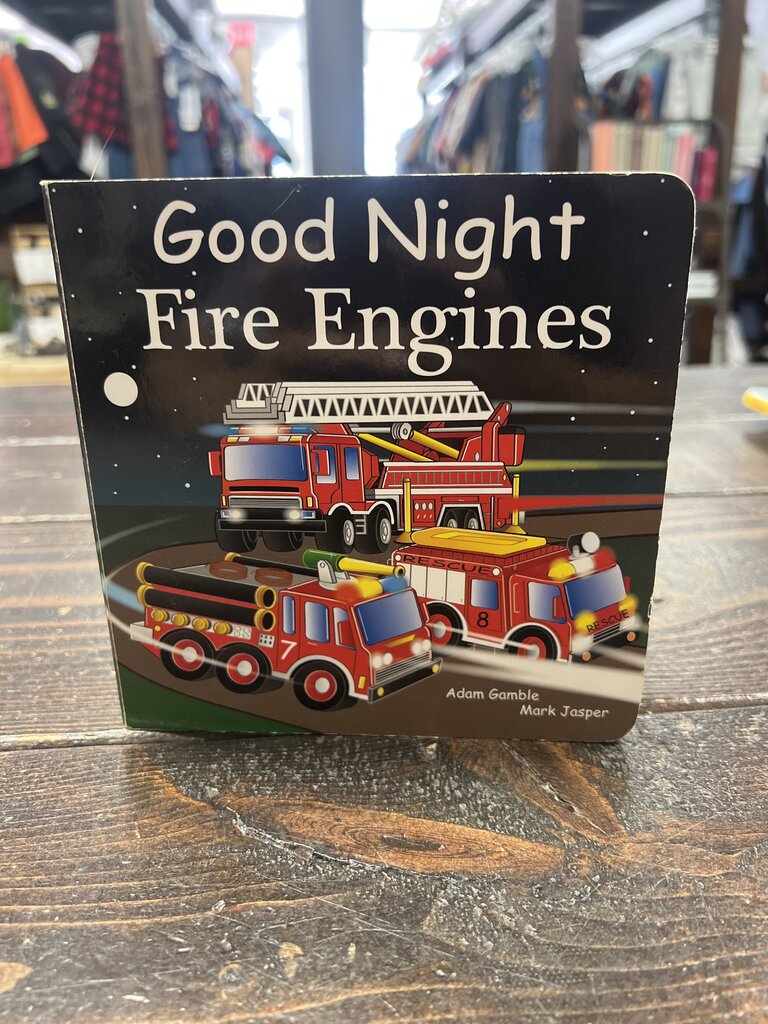 Good Night
Fire Engines
RESCUE
8
RESCUE
7
Adam Gamble
Mark Jasper